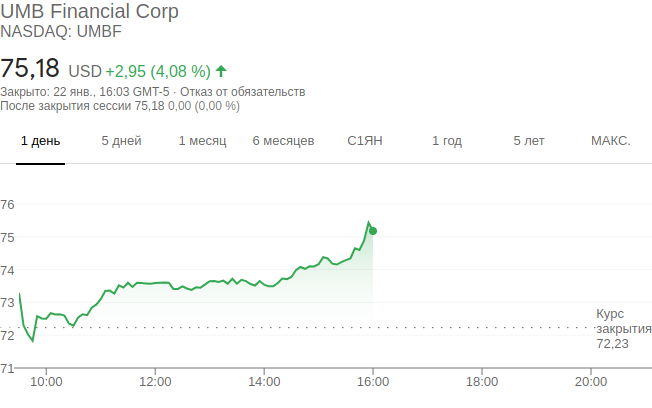 UMB Financial Corp
NASDAQ: UMBF
75,18 USD +2,95 (4,08 %)
Закрыто: 22 янв., 16:03 GMT-5 · Отказ от обязательств
После закрытия сессии 75,18 0,00 (0,00 %)
1 день 5 дней 1 месяц 6 месяцев С1ЯН 1 год 5 лет МАКС.
76
75
74
73
72
71
Курс
закрытия
72,23
10:00 12:00 14:00 16:00 18:00 20:00